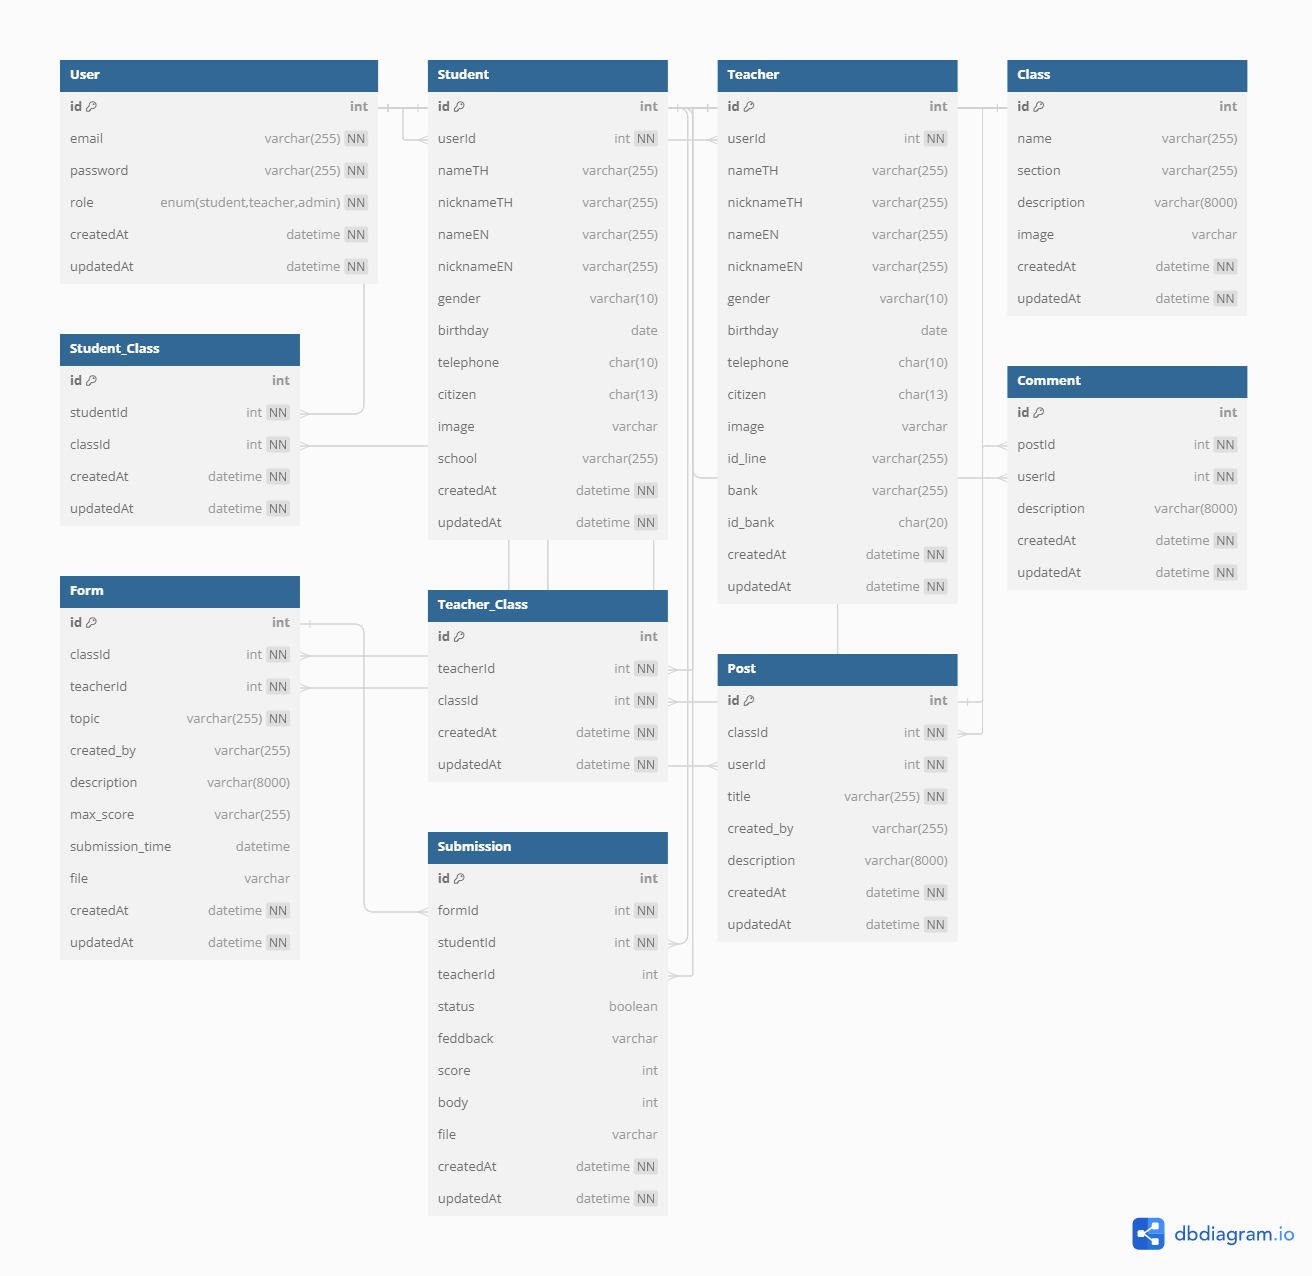 User
id int
email varchar(255) NN
password varchar(255) NN
role enum(student,teacher,admin) NN
createdAt datetime NN
updatedAt datetime NN
Student
id int
userId int NN
nameTH varchar(255)
nicknameTH varchar(255)
nameEN varchar(255)
nicknameEN varchar(255)
gender varchar(10)
birthday date
telephone char(10)
citizen char(13)
image varchar
school varchar(255)
createdAt datetime NN
updatedAt datetime NN
Teacher
id int
userId int NN
nameTH varchar(255)
nicknameTH varchar(255)
nameEN varchar(255)
nicknameEN varchar(255)
gender varchar(10)
birthday date
telephone char(10)
citizen char(13)
image varchar
id_line varchar(255)
bank varchar(255)
id_bank char(20)
createdAt datetime NN
updatedAt datetime NN
Class
id int
name varchar(255)
section varchar(255)
description varchar(8000)
image varchar
createdAt datetime NN
updatedAt datetime NN
Student_Class
id int
studentId int NN
classId int NN
createdAt datetime NN
updatedAt datetime NN
Comment
id int
postId int NN
userId int NN
description varchar(8000)
createdAt datetime NN
updatedAt datetime NN
Form
id int
classId int NN
teacherId int NN
topic varchar(255) NN
created_by varchar(255)
description varchar(8000)
max_score varchar(255)
submission_time datetime
file varchar
createdAt datetime NN
updatedAt datetime NN
Teacher_Class
id int
teacherId int NN
classId int NN
createdAt datetime NN
updatedAt datetime NN
Post
id int
classId int NN
userId int NN
title varchar(255) NN
created_by varchar(255)
description varchar(8000)
createdAt datetime NN
updatedAt datetime NN
Submission
id int
formId int NN
studentId int NN
teacherId int
status boolean
feddback varchar
score int
body int
file varchar
createdAt datetime NN
updatedAt datetime NN
dbdiagram.io